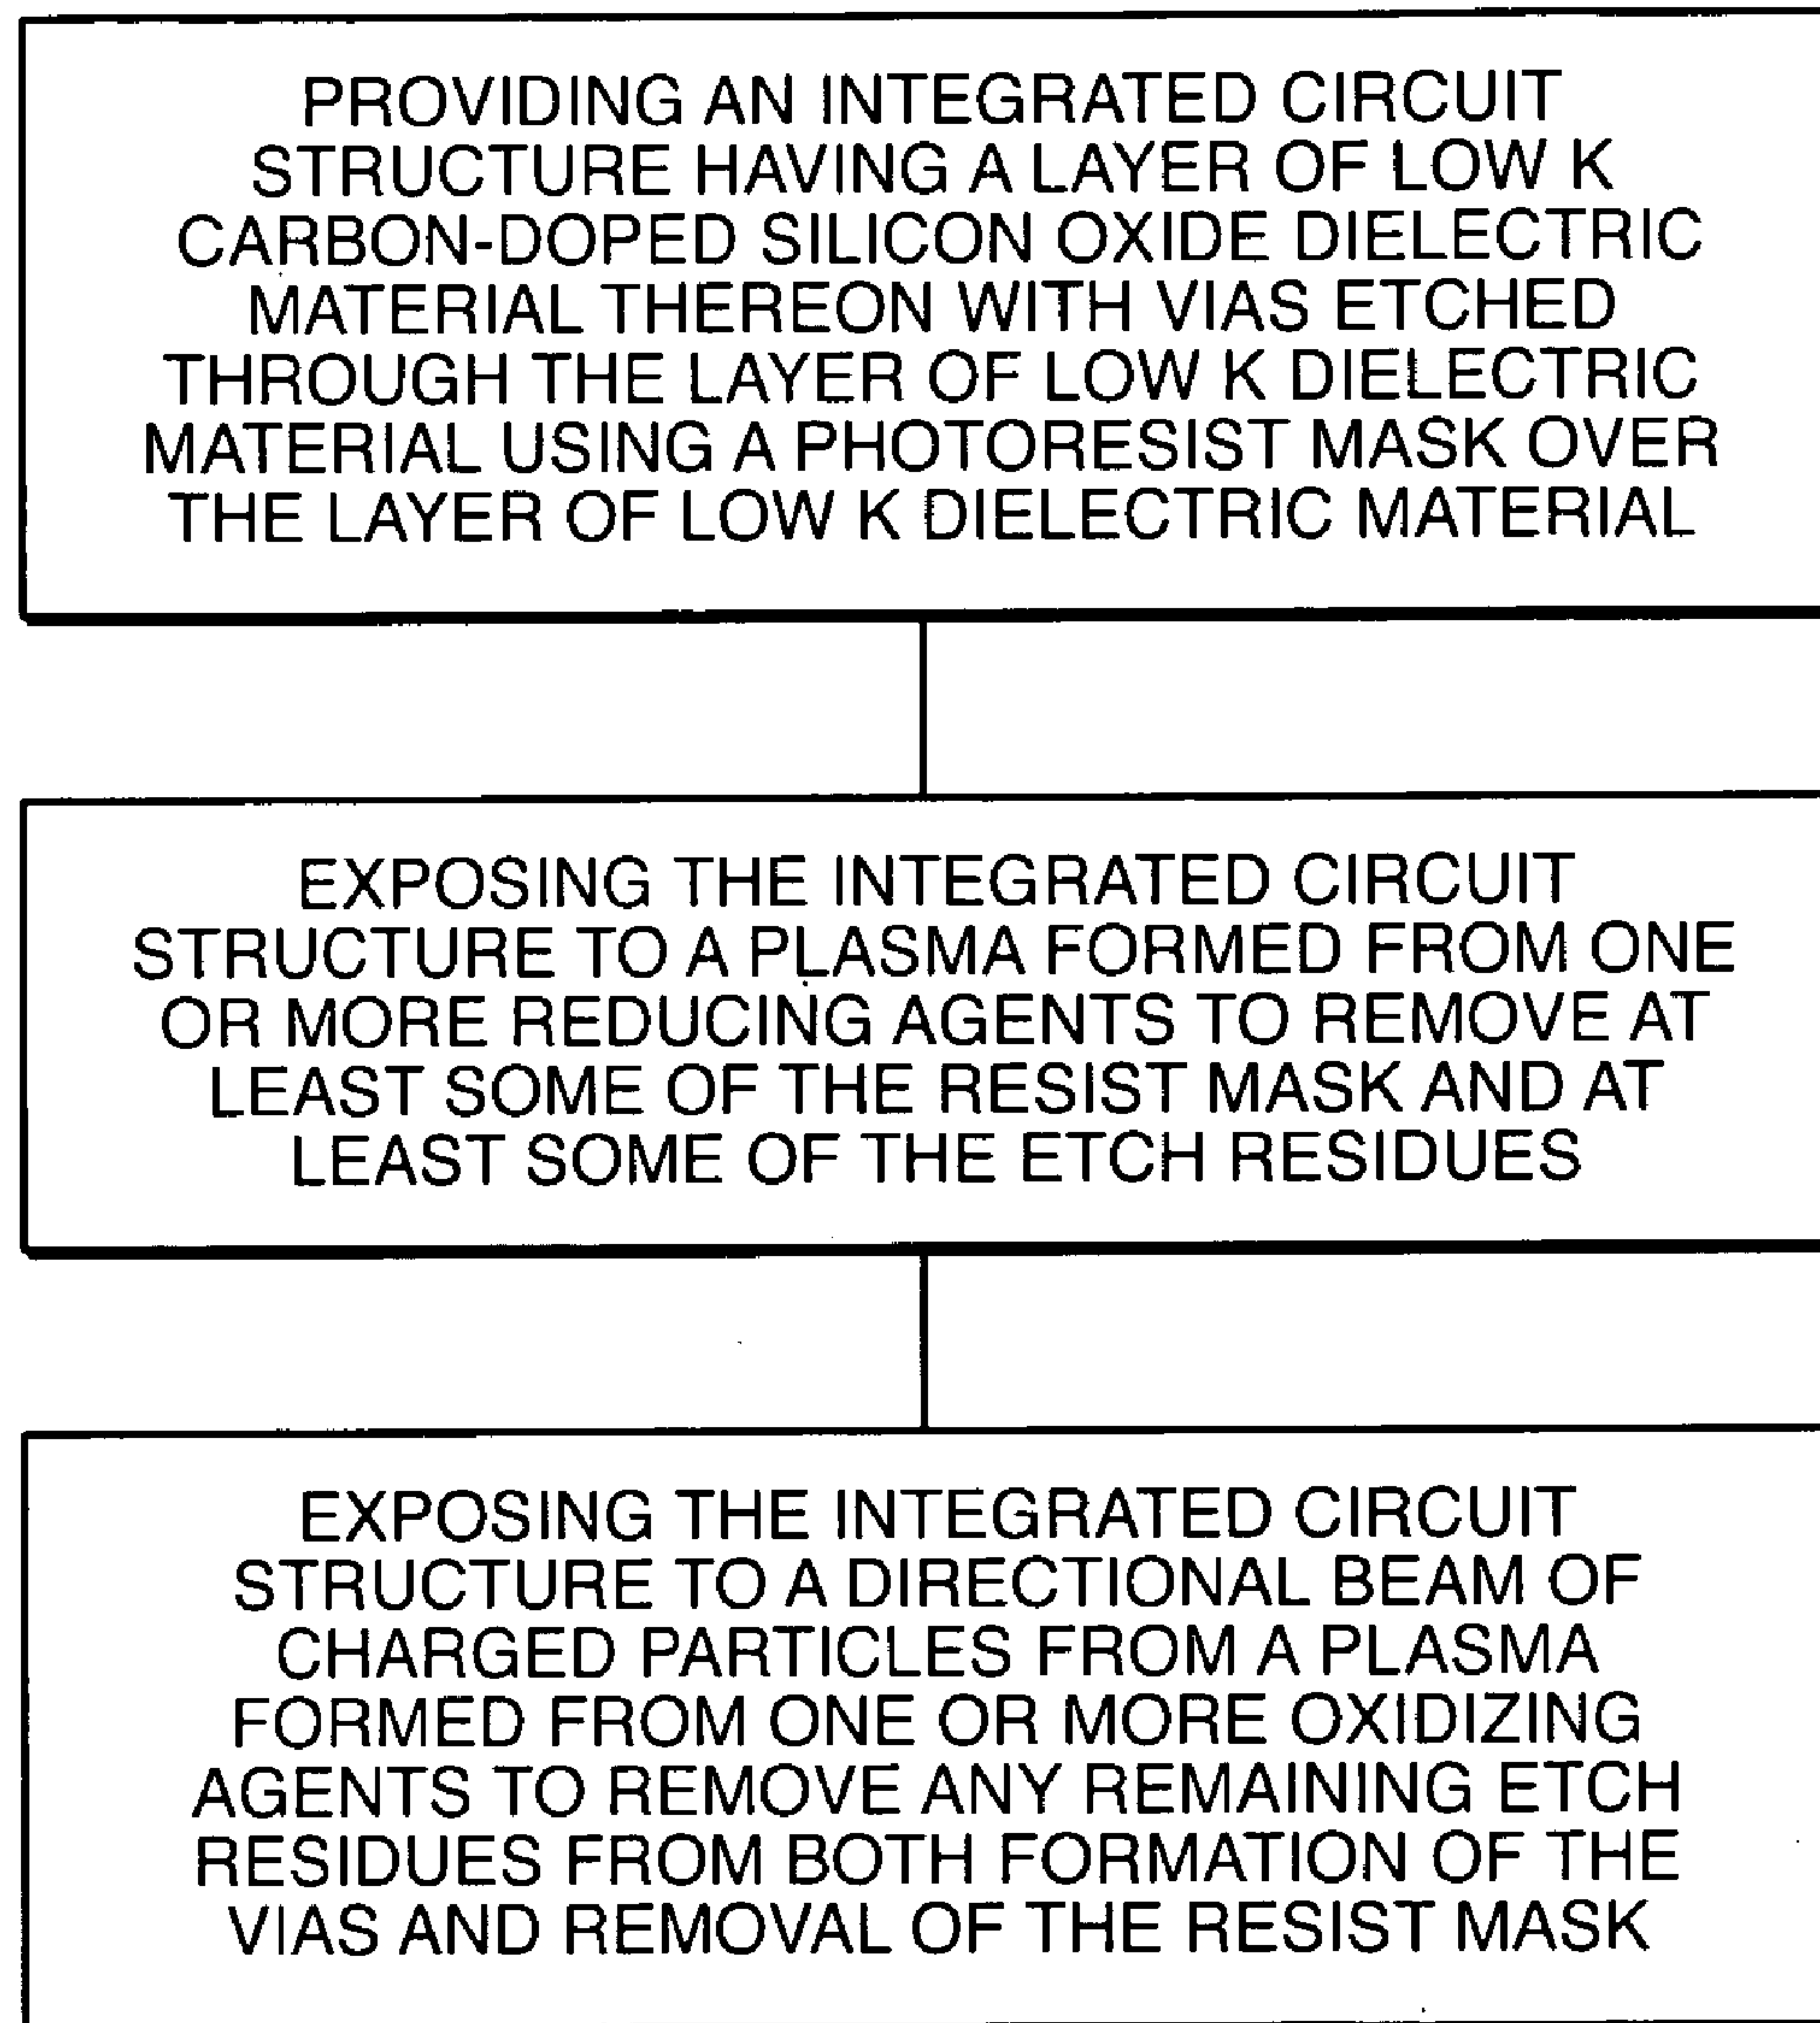 PROVIDING AN INTEGRATED CIRCUIT
STRUCTURE HAVING A LAYER OF LOW K
CARBON-DOPED SILICON OXIDE DIELECTRIC
MATERIAL THEREON WITH VIAS ETCHED
THROUGH THE LAYER OF LOW K DIELECTRIC
MATERIAL USING A PHOTORESIST MASK OVER
THE LAYER OF LOW K DIELECTRIC MATERIAL
EXPOSING THE INTEGRATED CIRCUIT
STRUCTURE TO A PLASMA FORMED FROM ONE
OR MORE REDUCING AGENTS TO REMOVE AT
LEAST SOME OF THE RESIST MASK AND AT
LEAST SOME OF THE ETCH RESIDUES
EXPOSING THE INTEGRATED CIRCUIT
STRUCTURE TO A DIRECTIONAL BEAM OF
CHARGED PARTICLES FROM A PLASMA
FORMED FROM ONE OR MORE OXIDIZING
AGENTS TO REMOVE ANY REMAINING ETCH
RESIDUES FROM BOTH FORMATION OF THE
VIAS AND REMOVAL OF THE RESIST MASK